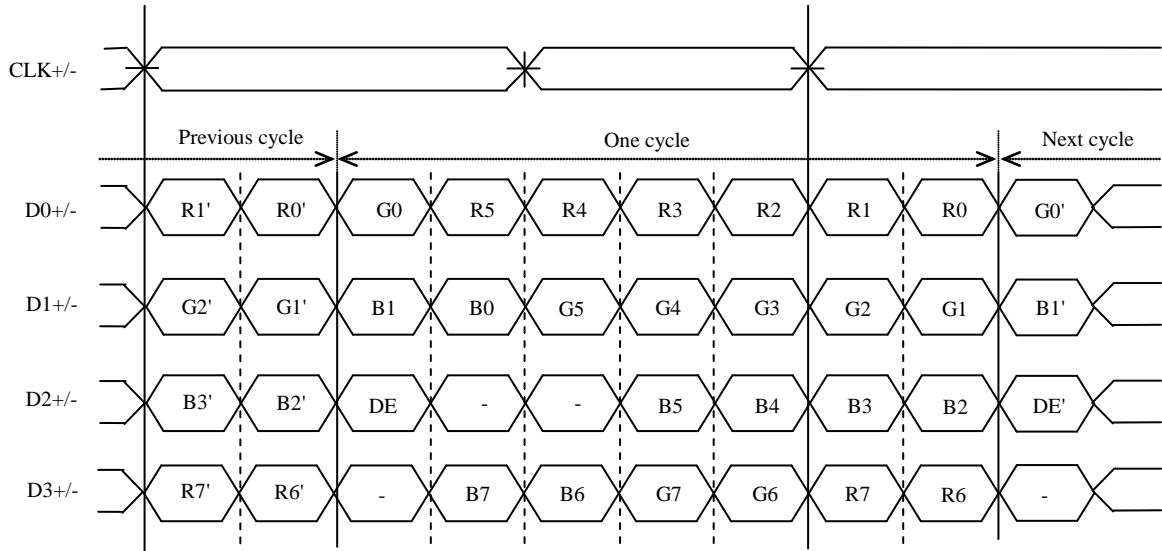 CLK+/-
Previous cycle One cycle Next cycle
D0+/- R1' R0' G0 R5 R4 R3 R2 R1 R0 G0'
D1+/- G2' G1' B1 B0 G5 G4 G3 G2 G1 B1'
D2+/- B3' B2' DE - - B5 B4 B3 B2 DE'
D3+/- R7' R6' - B7 B6 G7 G6 R7 R6 -